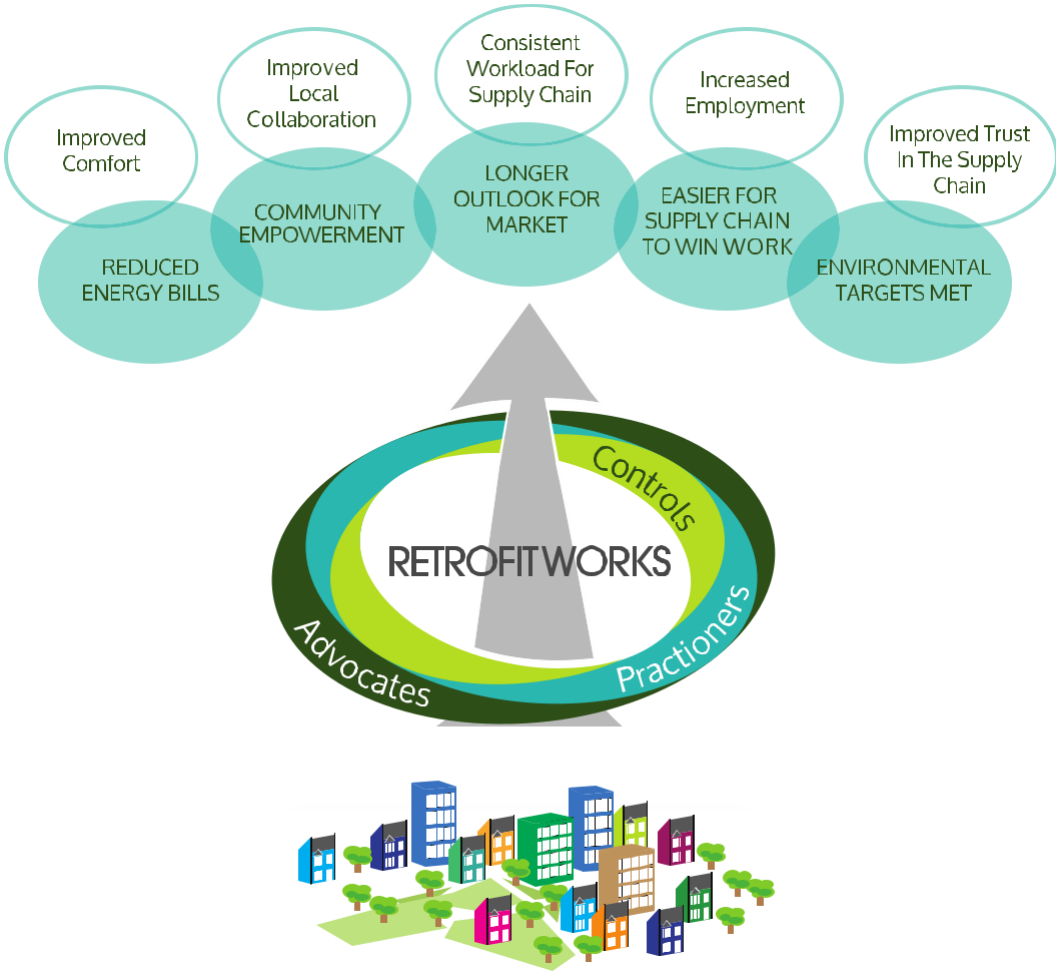 Improved
Comfort
Improved
Local
Collaboration
Consistent
Workload For
Supply Chain
Increased
Employment
Improved Trust
In The Supply
Chain
REDUCED
ENERGY BILLS
COMMUNITY
EMPOWERMENT
LONGER
OUTLOOK FOR
MARKET
EASIER FOR
SUPPLY CHAIN
TO WIN WORK
ENVIRONMENTAL
TARGETS MET
Controls
RETROFITWORKS
Advocates
Practioners